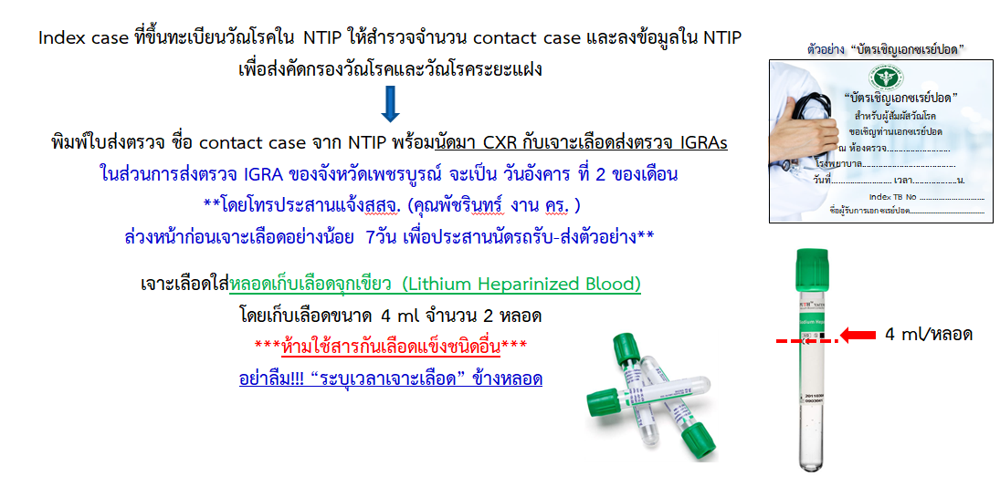 Index case ที่ขึ้นทะเบียนวัณโรคใน NTIP ให้สำรวจจำนวน contact case และลงข้อมูลใน NTIP
เพื่อส่งคัดกรองวัณโรคและวัณโรคระยะแฝง
พิมพ์ใบส่งตรวจ ชื่อ contact case จาก NTIP พร้อมนัดมา CXR กับเจาะเลือดส่งตรวจ IGRAs
ในส่วนการส่งตรวจ IGRA ของจังหวัดเพชรบูรณ์ จะเป็น วันอังคาร ที่ 2 ของเดือน
**โดยโทรประสานแจ้งสสจ. (คุณพัชรินทร์ งาน คร. )
ล่วงหน้าก่อนเจาะเลือดอย่างน้อย 7วัน เพื่อประสานนัดรถรับ-ส่งตัวอย่าง**
เจาะเลือดใส่หลอดเก็บเลือดจุกเขียว (Lithium Heparinized Blood)
โดยเก็บเลือดขนาด 4 ml จำนวน 2 หลอด
***ห้ามใช้สารกันเลือดแข็งชนิดอื่น***
อย่าลืม!!! “ระบุเวลาเจาะเลือด” ข้างหลอด
ตัวอย่าง “บัตรเชิญเอกซเรย์ปอด”
“บัตรเชิญเอกซเรย์ปอด”
สำหรับผู้สัมผัสวัณโรค
ขอเชิญท่านเอกซเรย์ปอด
ณ ห้องตรวจ............................
โรงพยาบาล..........................................
วันที่........................... เวลา...................น.
Index TB No .............................
ชื่อผู้รับการเอกซเรย์ปอด.................................
4 ml/หลอด